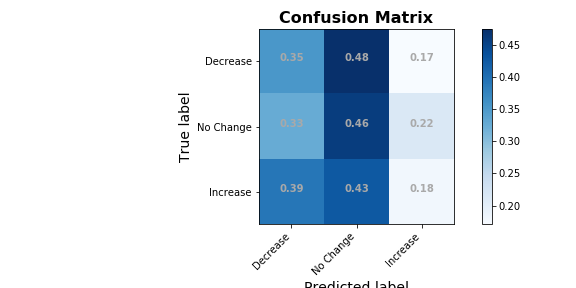 Confusion Matrix
True label
Decrease 0.35 0.48 0.17
No Change 0.33 0.46 0.22
Increase 0.39 0.43 0.18
Decrease No Change Increase
Predicted label
0.45
0.40
0.35
0.30
0.25
0.20